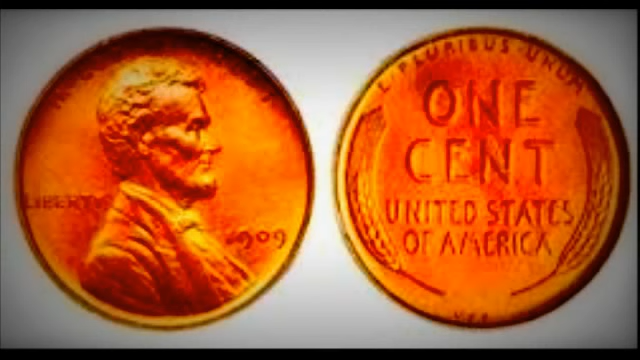 LIBERTY
1909
E·PLURIBUS·UNUM
ONE
CENT
UNITED STATES
OF AMERICA